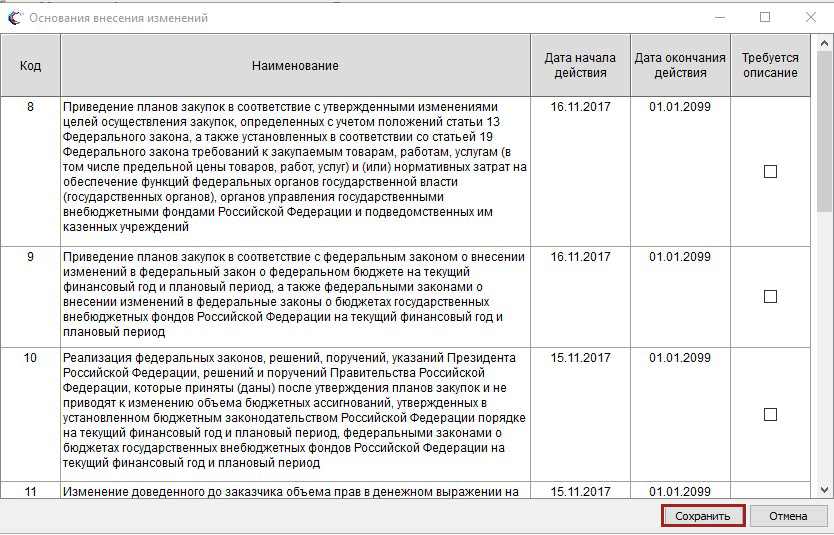 Основания внесения изменений
Код
Наименование
Дата начала
действия
Дата окончания
действия
Требуется
описание
8
Приведение планов закупок в соответствие с утвержденными изменениями
целей осуществления закупок, определенных с учетом положений статьи 13
Федерального закона, а также установленных в соответствии со статьей 19
Федерального закона требований к закупаемым товарам, работам, услугам (в
том числе предельной цены товаров, работ, услуг) и (или) нормативных затрат на
обеспечение функций федеральных органов государственной власти
(государственных органов), органов управления государственными
внебюджетными фондами Российской Федерации и подведомственных им
казенных учреждений
16.11.2017
01.01.2099
9
Приведение планов закупок в соответствие с федеральным законом о внесении
изменений в федеральный закон о федеральном бюджете на текущий
финансовый год и плановый период, а также федеральными законами о
внесении изменений в федеральные законы о бюджетах государственных
внебюджетных фондов Российской Федерации на текущий финансовый год и
плановый период
16.11.2017
01.01.2099
10
Реализация федеральных законов, решений, поручений, указаний Президента
Российской Федерации, решений и поручений Правительства Российской
Федерации, которые приняты (даны) после утверждения планов закупок и не
приводят к изменению объема бюджетных ассигнований, утвержденных в
установленном бюджетным законодательством Российской Федерации порядке
на текущий финансовый год и плановый период, федеральными законами о
бюджетах государственных внебюджетных фондов Российской Федерации на
текущий финансовый год и плановый период
15.11.2017
01.01.2099
11
Изменение доведенного до заказчика объема прав в денежном выражении на
15.11.2017
01.01.2099
Сохранить
Отмена